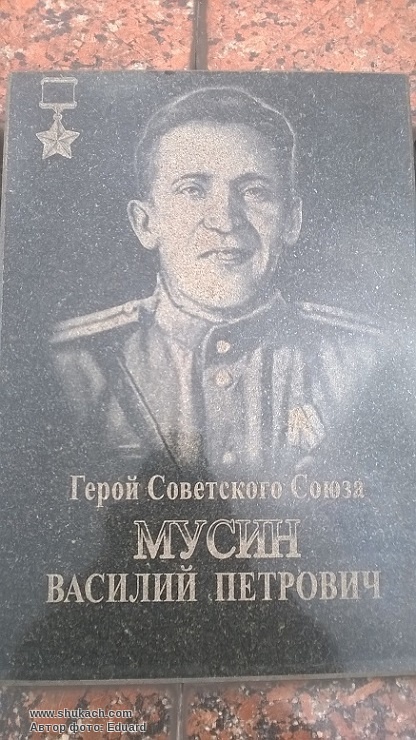 Герой Советского Союза
МУСИН
ВАСИЛИЙ ПЕТРОВИЧ
www.shukach.com
Автор фото: Eduard